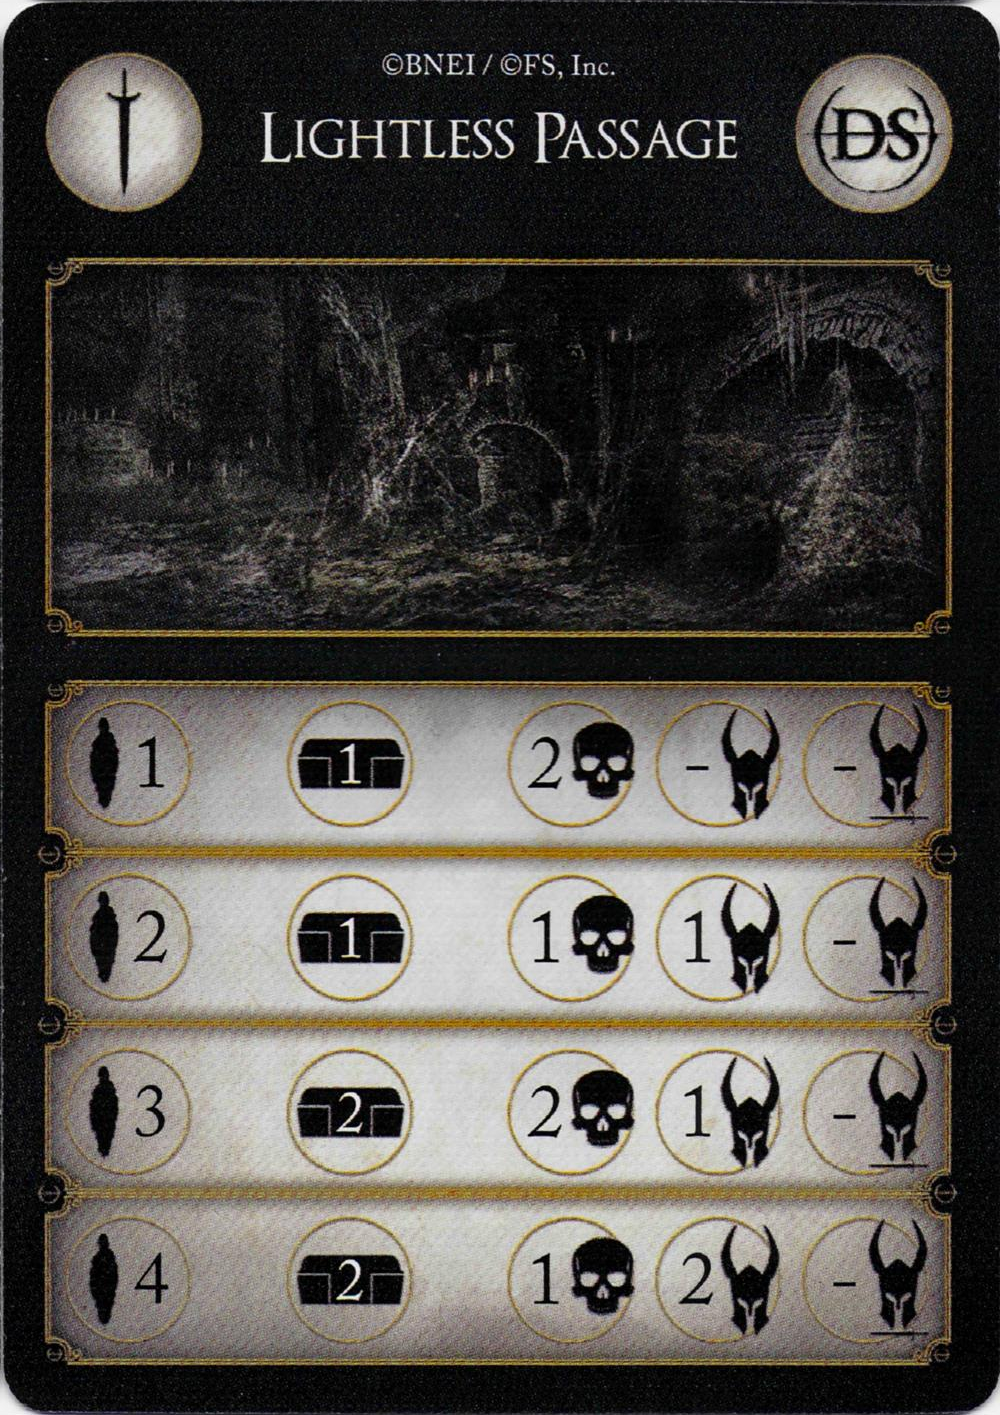 ©BNEI / ©FS, Inc.
LIGHTLESS PASSAGE
DS
1 1 2 - -
2 1 1 1 -
3 2 2 1 -
4 2 1 2 -